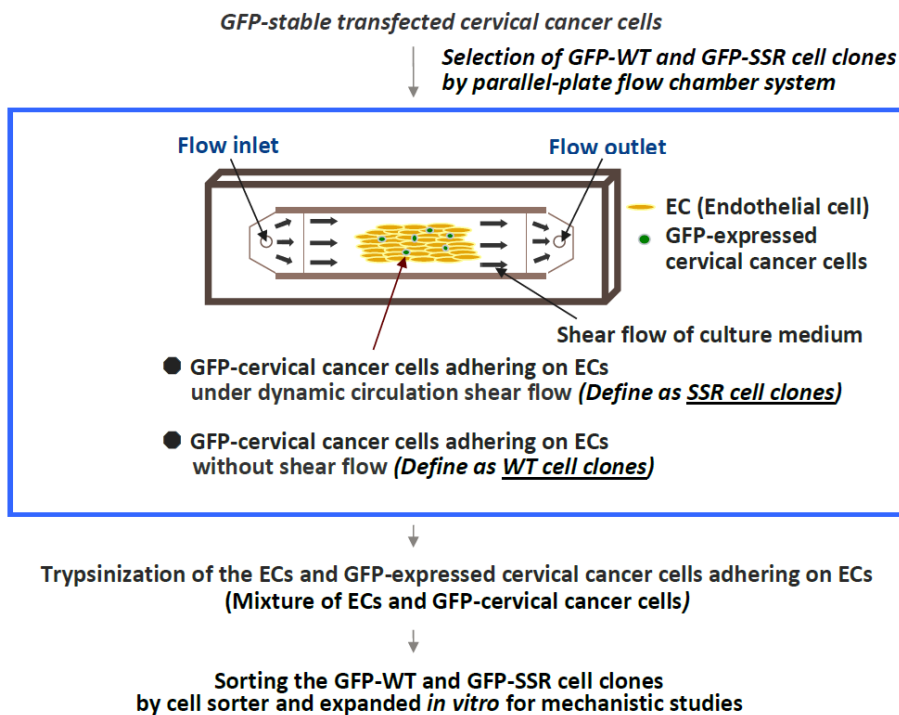 GFP-stable transfected cervical cancer cells
Selection of GFP-WT and GFP-SSR cell clones
by parallel-plate flow chamber system
Flow inlet
Flow outlet
EC (Endothelial cell)
GFP-expressed
cervical cancer cells
Shear flow of culture medium
GFP-cervical cancer cells adhering on ECs
under dynamic circulation shear flow (Define as SSR cell clones)
GFP-cervical cancer cells adhering on ECs
without shear flow (Define as WT cell clones)
Trypsinization of the ECs and GFP-expressed cervical cancer cells adhering on ECs
(Mixture of ECs and GFP-cervical cancer cells)
Sorting the GFP-WT and GFP-SSR cell clones
by cell sorter and expanded in vitro for mechanistic studies